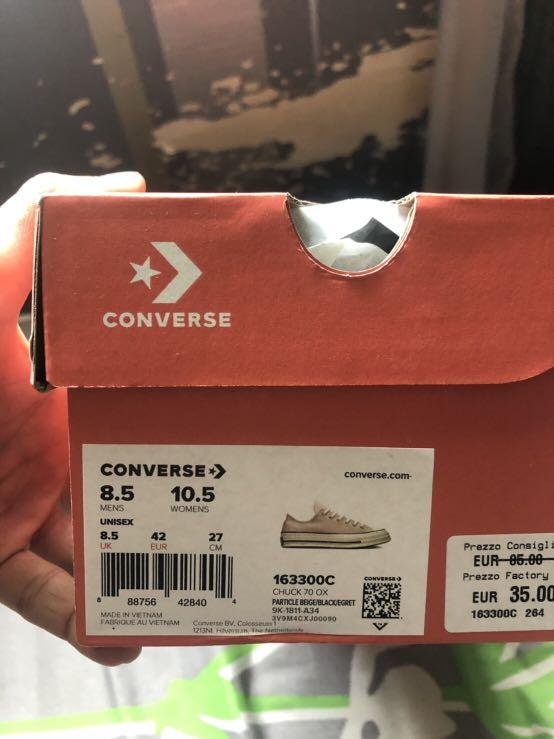 CONVERSE
CONVERSE
converse.com
8.5 10.5
MENS WOMENS
UNISEX
8.5 42 27
UK EUR CM
8 88756 42840 4
163300C
CHUCK 70 OX
PARTICLE BEIGE/BLACK/EGRET
9K-1811-A34
3V9M4CXJ00090
CONVERSE
MADE IN VIETNAM
FABRIQUE AU VIETNAM
Converse BV, Colosseum 1
1213NL Hilversum, The Netherlands
Prezzo Consigli
EUR 85.00
Prezzo Factory
EUR 35.00
163300C 264